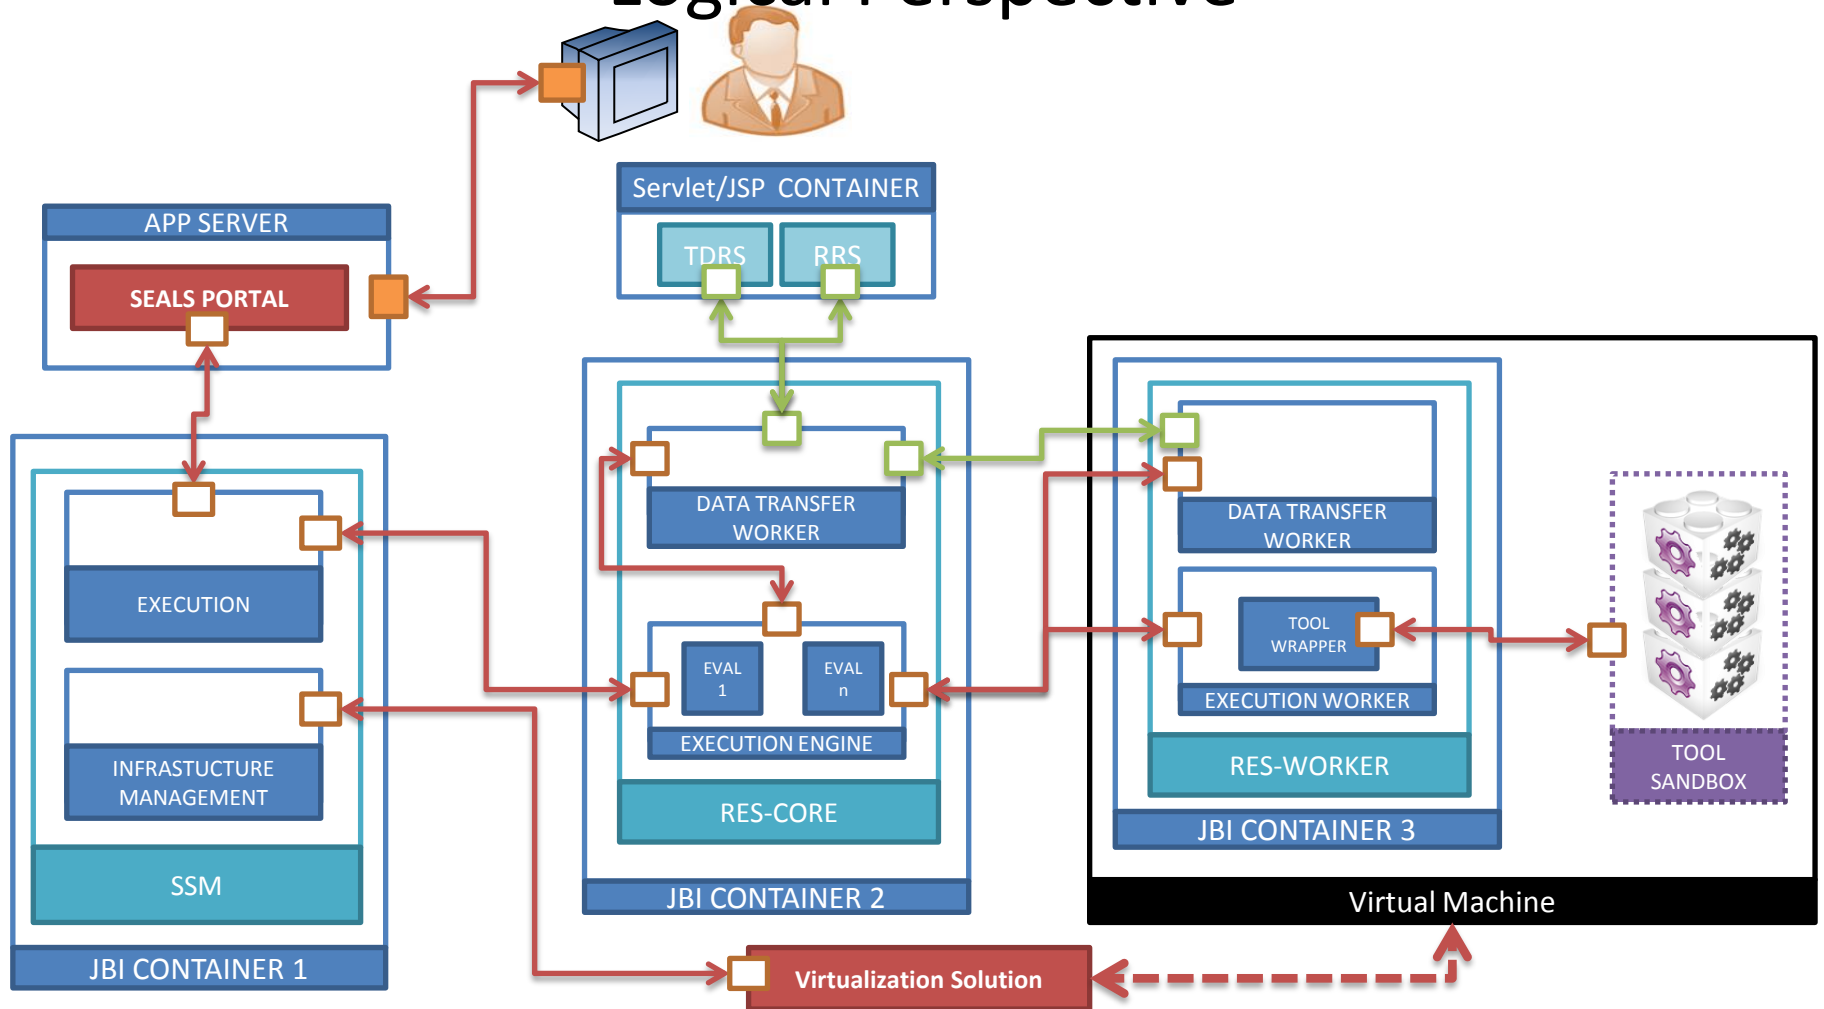 Logical Perspective
Servlet/JSP CONTAINER
TDRS
RRS
APP SERVER
SEALS PORTAL
EXECUTION
INFRASTUCTURE
MANAGEMENT
SSM
JBI CONTAINER 1
DATA TRANSFER
WORKER
EVAL
1
EVAL
n
EXECUTION ENGINE
RES-CORE
JBI CONTAINER 2
DATA TRANSFER
WORKER
TOOL
WRAPPER
EXECUTION WORKER
RES-WORKER
JBI CONTAINER 3
TOOL
SANDBOX
Virtual Machine
Virtualization Solution